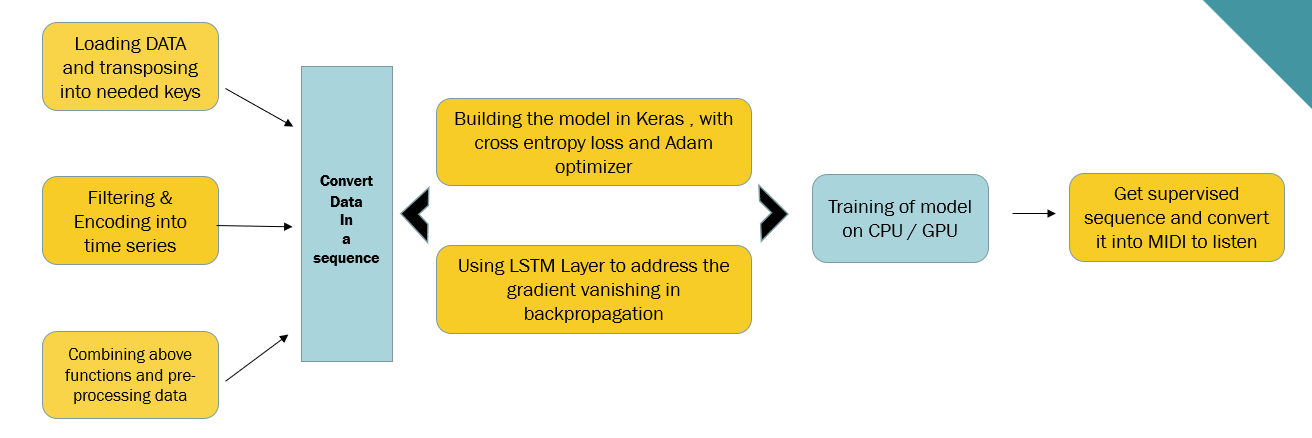 Loading DATA
and transposing
into needed keys
Filtering &
Encoding into
time series
Combining above
functions and pre-
processing data
Convert
Data
In
a
sequence
Building the model in Keras , with
cross entropy loss and Adam
optimizer
Using LSTM Layer to address the
gradient vanishing in
backpropagation
Training of model
on CPU / GPU
Get supervised
sequence and convert
it into MIDI to listen